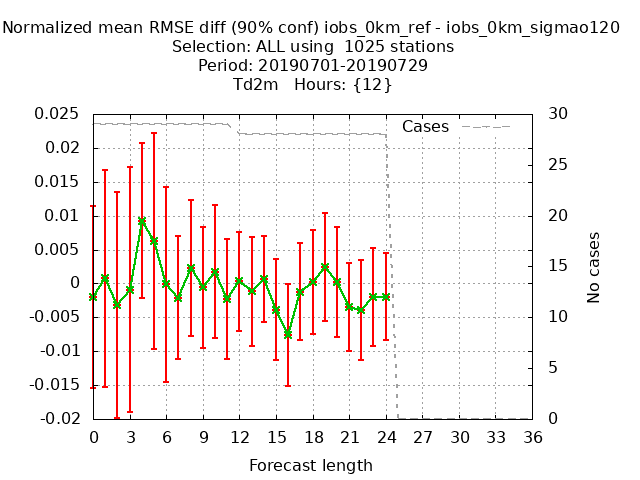 Normalized mean RMSE diff (90% conf) iobs_0km_ref - iobs_0km_sigmao120
Selection: ALL using  1025 stations
Period: 20190701-20190729
Td2m   Hours: {12}
Cases
0.025
0.02
0.015
0.01
0.005
0
-0.005
-0.01
-0.015
-0.02
30
25
20
15
10
5
0
No cases
0 3 6 9 12 15 18 21 24 27 30 33 36
Forecast length